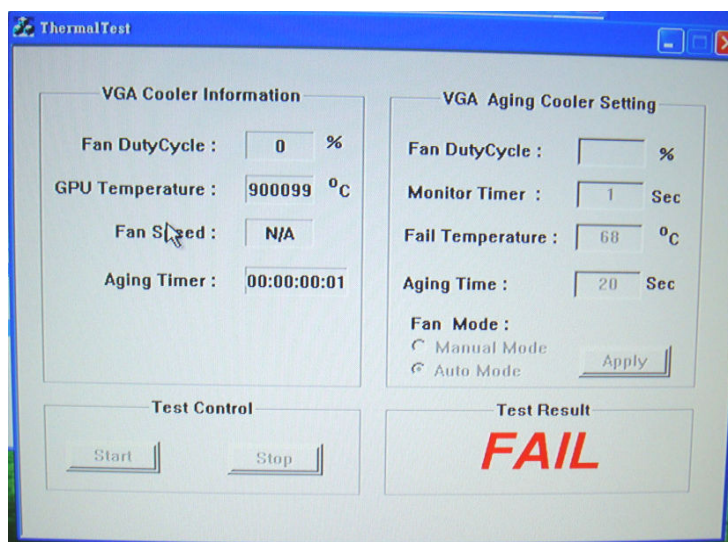 ThermalTest
VGA Cooler Information
Fan DutyCycle : 0 %
GPU Temperature : 900099 °C
Fan Speed : N/A
Aging Timer : 00:00:00:01
VGA Aging Cooler Setting
Fan DutyCycle : %
Monitor Timer : 1 Sec
Fail Temperature : 68 °C
Aging Time : 20 Sec
Fan Mode :
Manual Mode
Auto Mode
Apply
Test Control
Start Stop
Test Result
FAIL